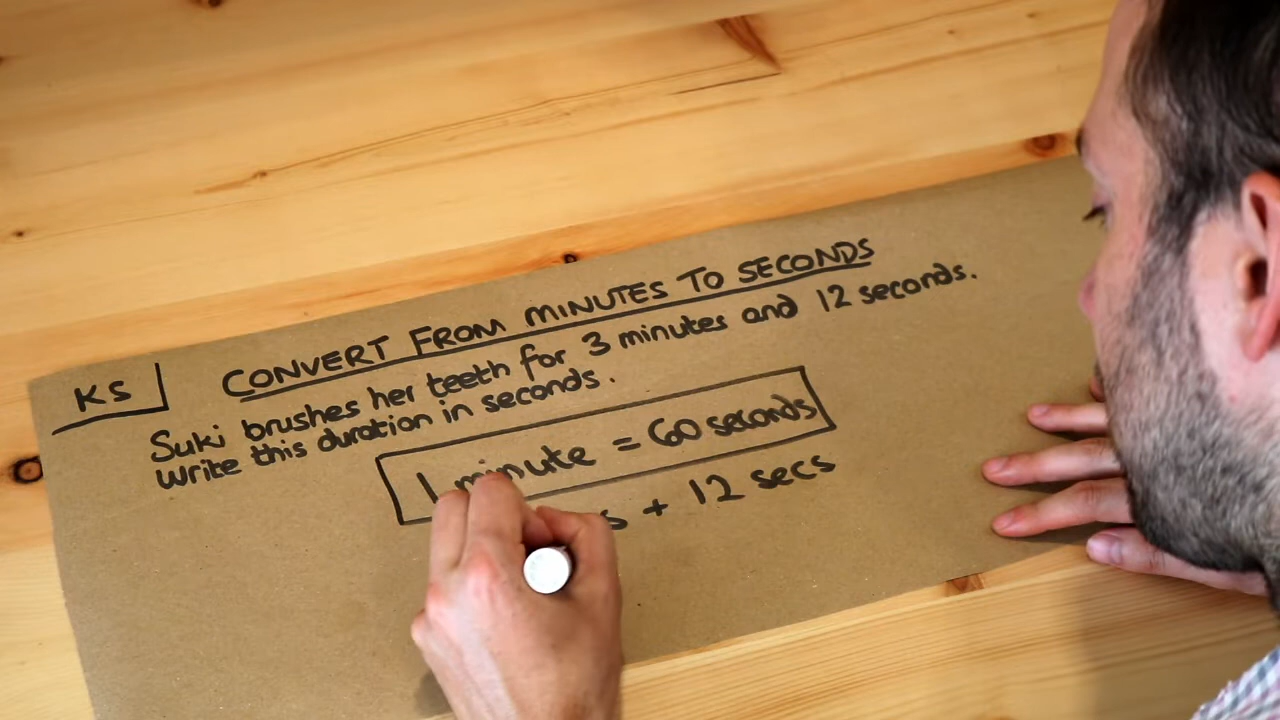 KS
CONVERT FROM MINUTES TO SECONDS
Suki brushes her teeth for 3 minutes and 12 seconds.
Write this duration in seconds.
1 minute = 60 seconds
s + 12 secs